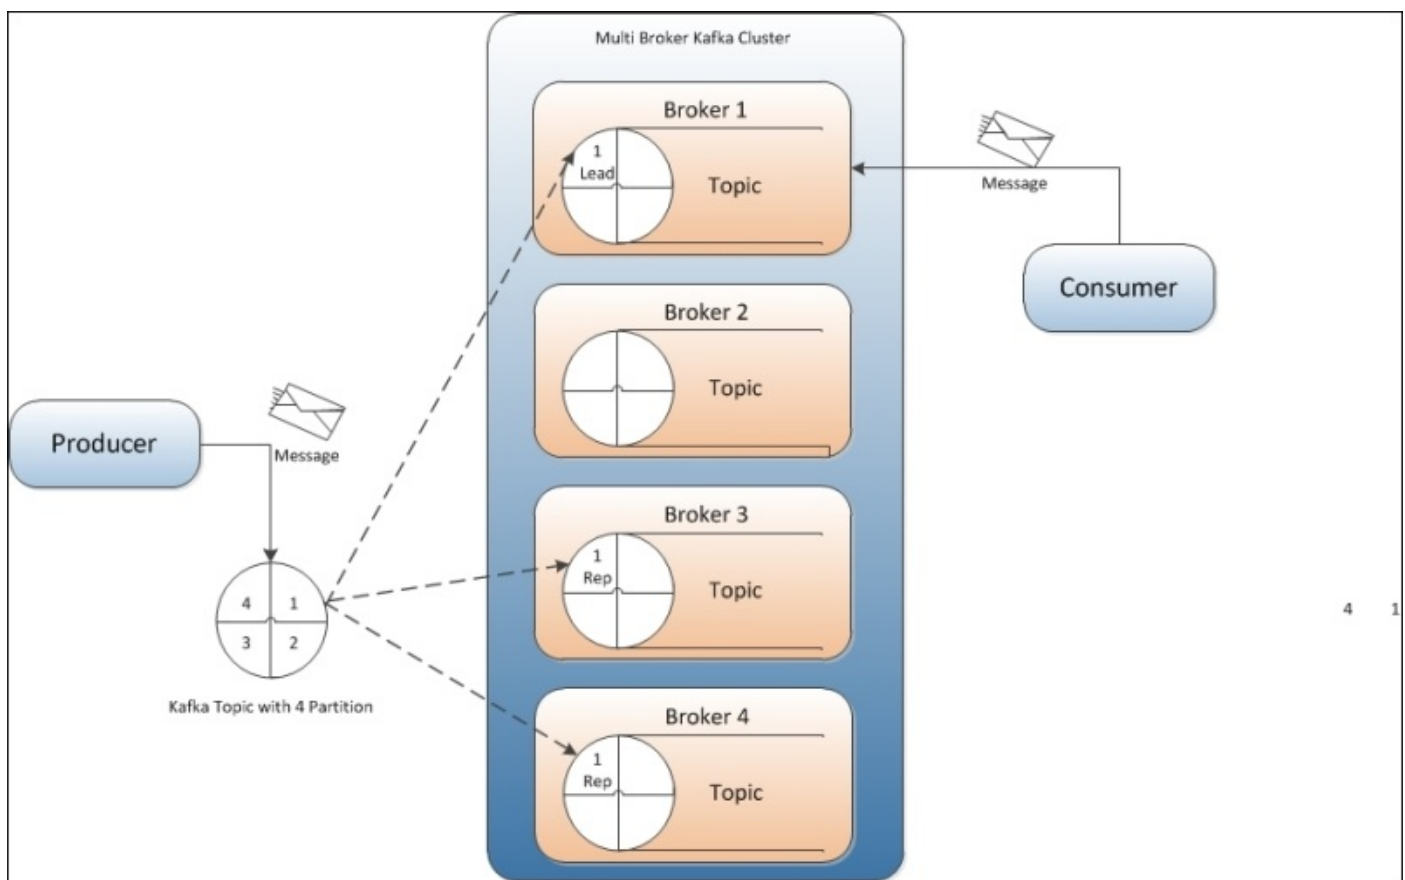 Multi Broker Kafka Cluster
Broker 1
1
Lead
Topic
Message
Consumer
Broker 2
Topic
Producer
Message
Broker 3
1
Rep
Topic
4 1
3 2
Kafka Topic with 4 Partition
4 1
Broker 4
1
Rep
Topic